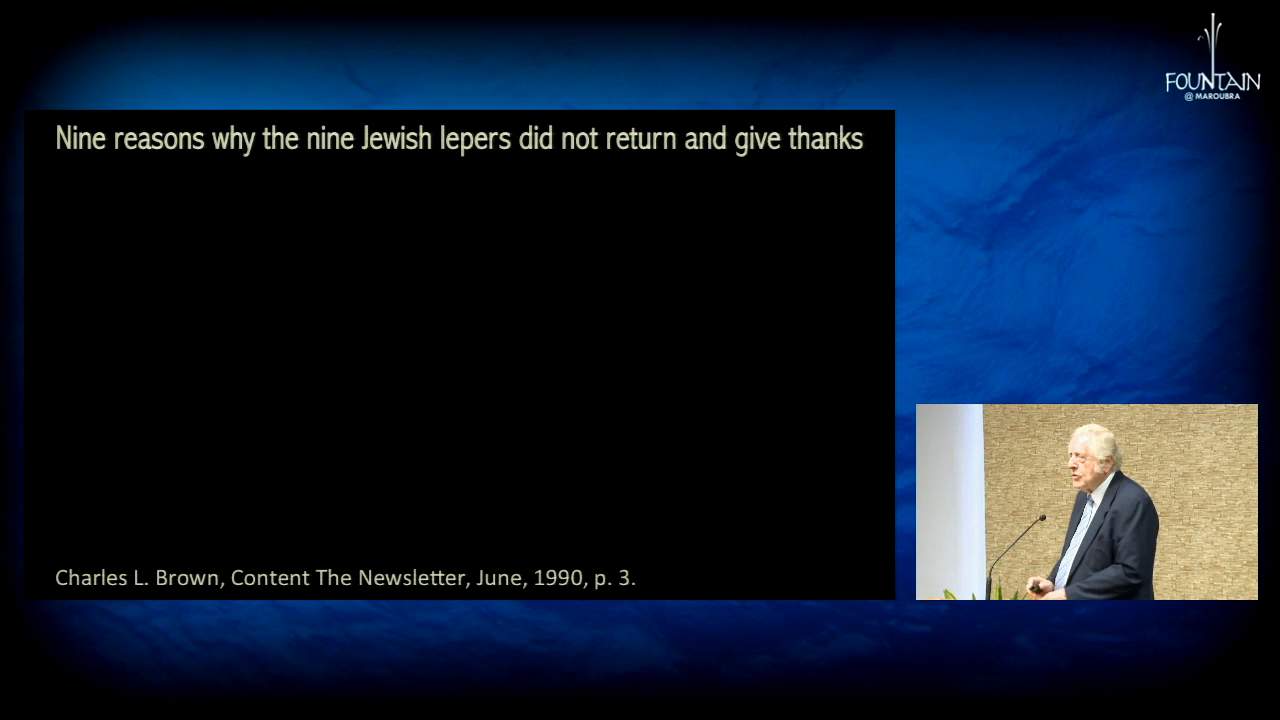 FOUNTAIN
@ MAROUBRA
Nine reasons why the nine Jewish lepers did not return and give thanks
Charles L. Brown, Content The Newsletter, June, 1990, p. 3.